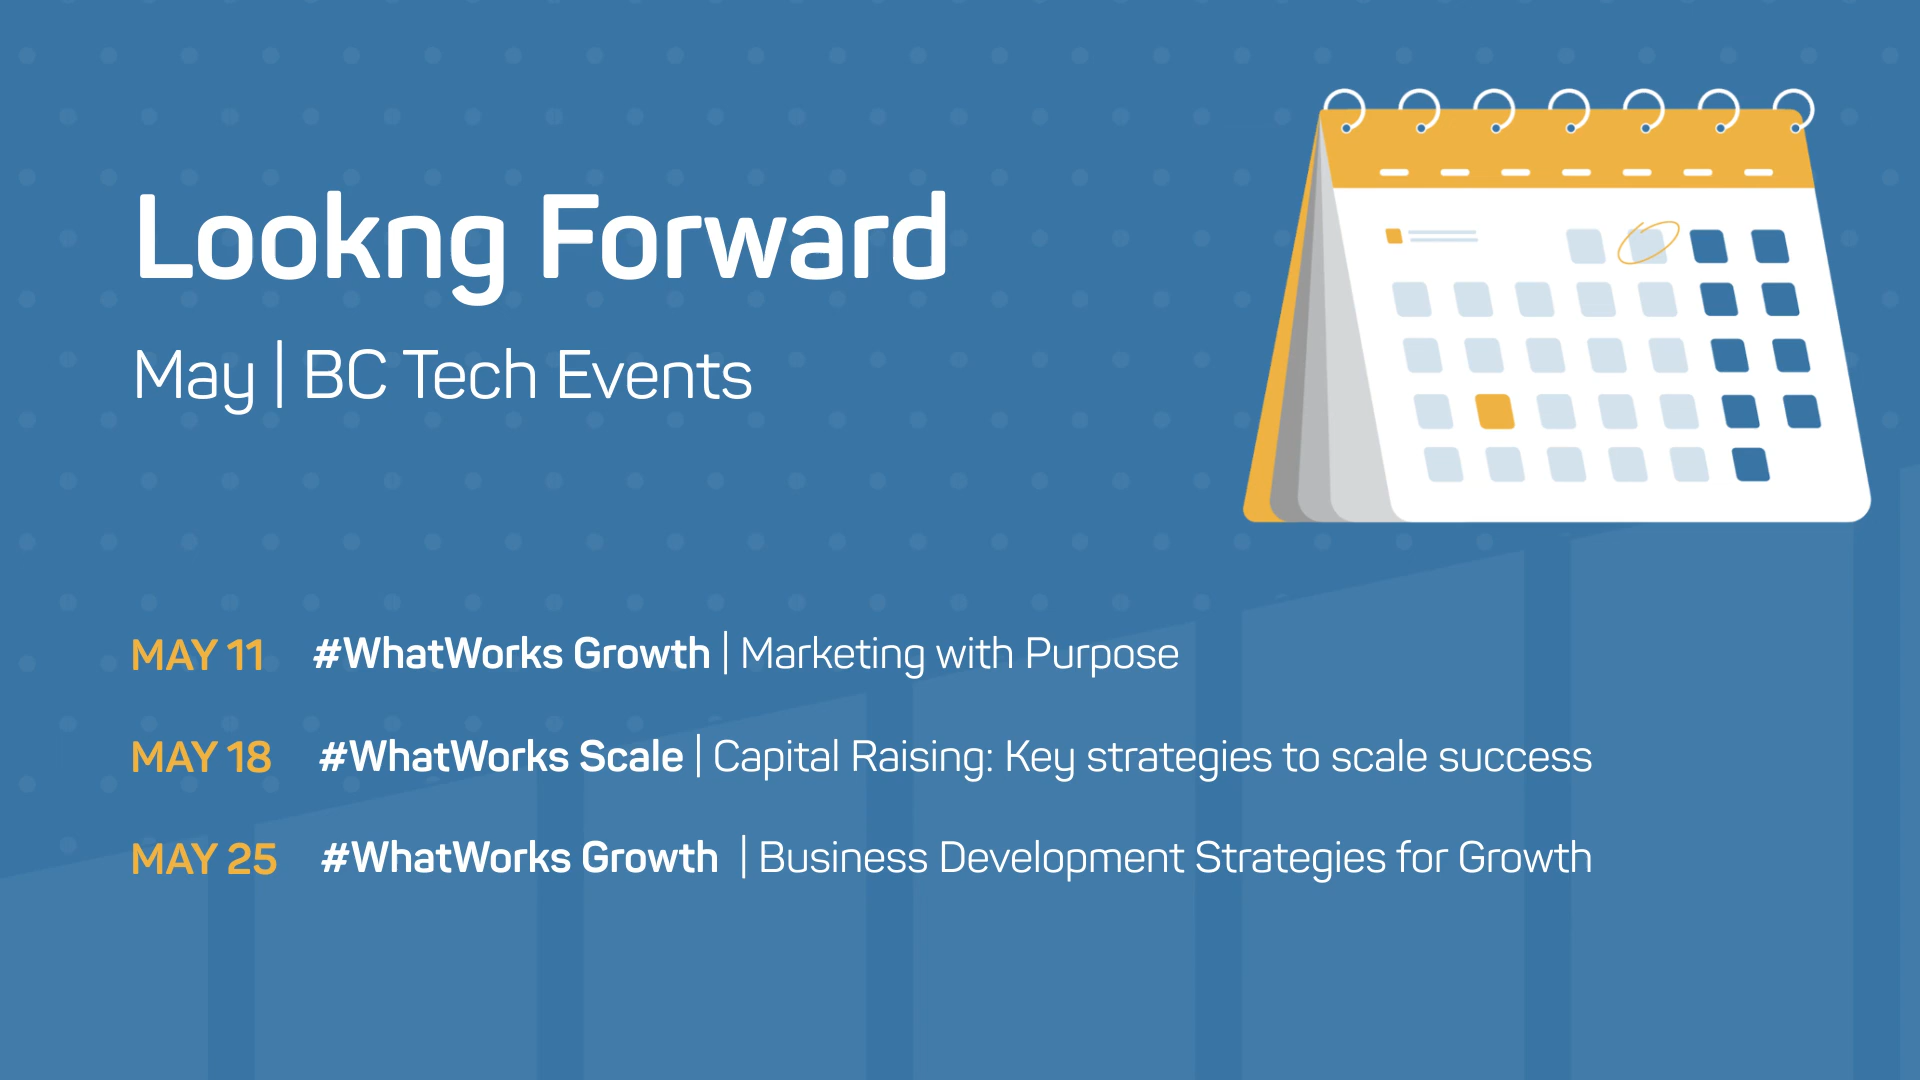 Lookng Forward
May | BC Tech Events
MAY 11 #WhatWorks Growth | Marketing with Purpose
MAY 18 #WhatWorks Scale | Capital Raising: Key strategies to scale success
MAY 25 #WhatWorks Growth | Business Development Strategies for Growth